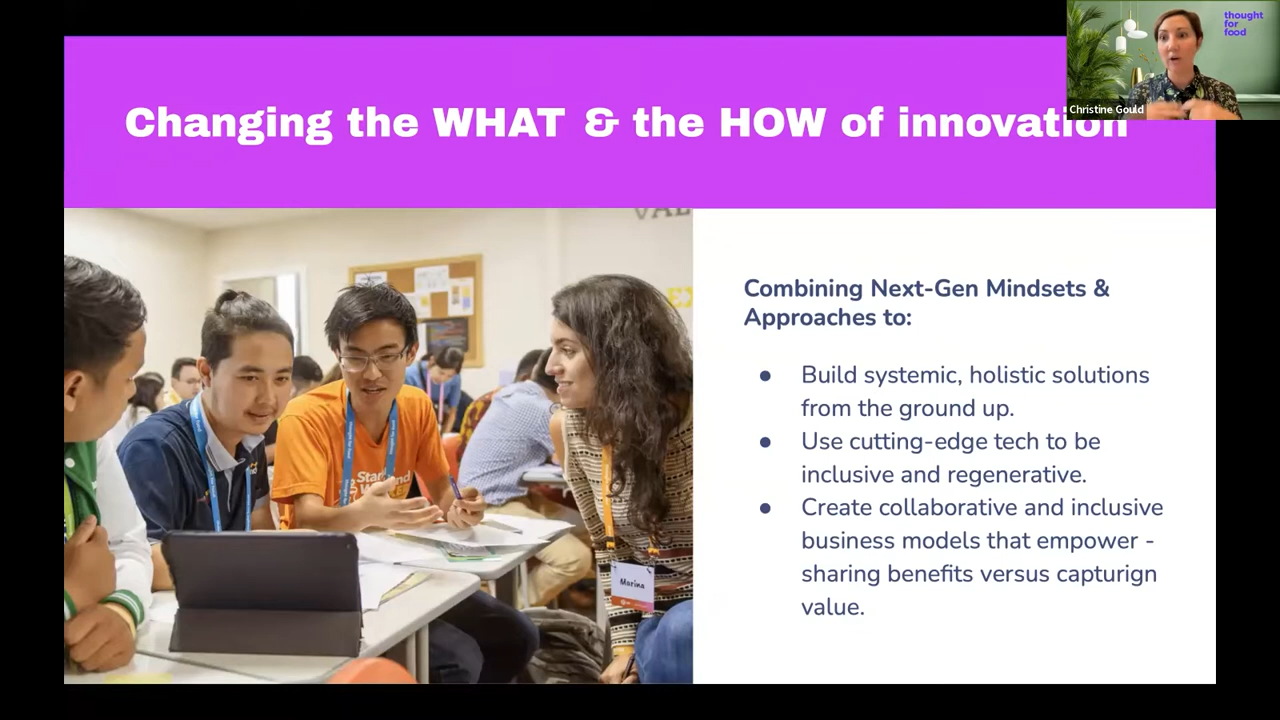 thought
for
food
Christine Gould
Changing the WHAT & the HOW of innovation
Combining Next-Gen Mindsets &
Approaches to:
● Build systemic, holistic solutions
from the ground up.
● Use cutting-edge tech to be
inclusive and regenerative.
● Create collaborative and inclusive
business models that empower -
sharing benefits versus capturign
value.
Marina